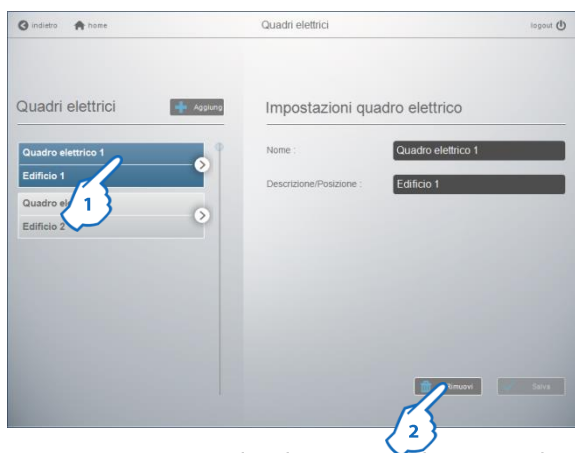 indietro home Quadri elettrici logout
Quadri elettrici Aggiung
Impostazioni quadro elettrico
Quadro elettrico 1
Edificio 1
Edificio 2
Nome : Quadro elettrico 1
Descrizione/Posizione : Edificio 1
Rimuovi Salva
1
2